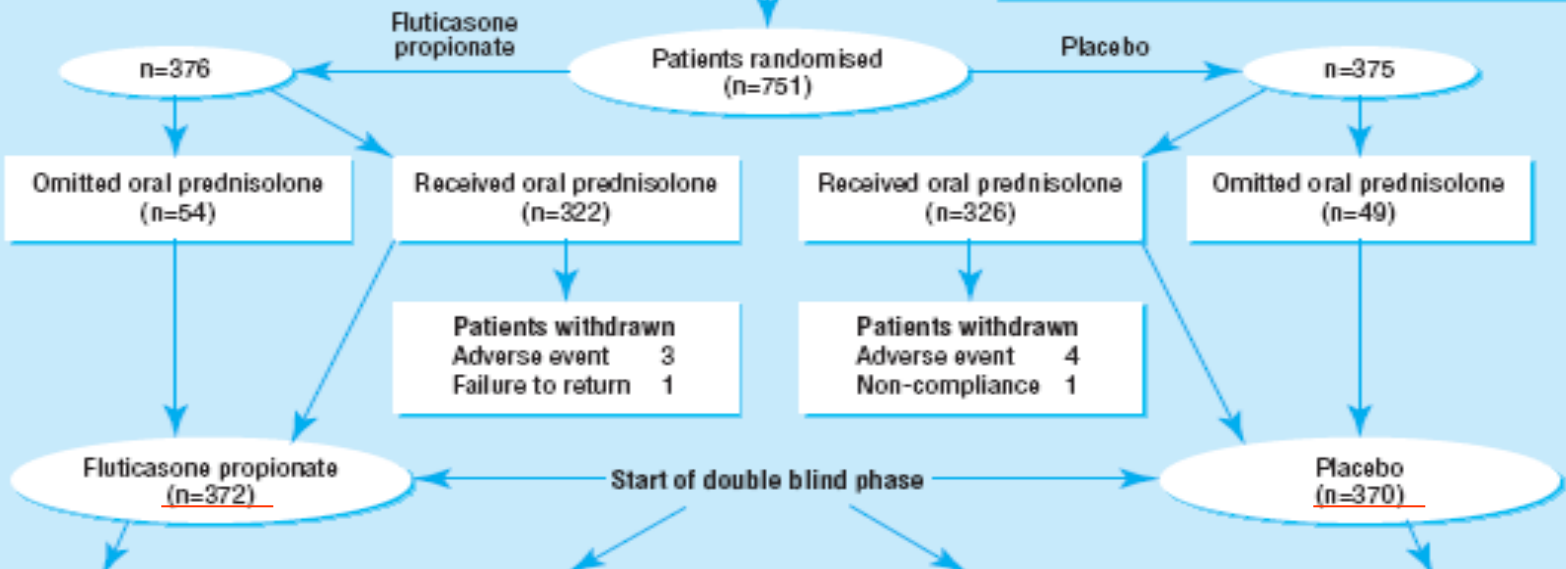 Fluticasone
propionate
Patients randomised
(n=751)
Placebo
n=376
n=375
Omitted oral prednisolone
(n=54)
Received oral prednisolone
(n=322)
Received oral prednisolone
(n=326)
Omitted oral prednisolone
(n=49)
Patients withdrawn
Adverse event 3
Failure to return 1
Patients withdrawn
Adverse event 4
Non-compliance 1
Fluticasone propionate
(n=372)
Start of double blind phase
Placebo
(n=370)